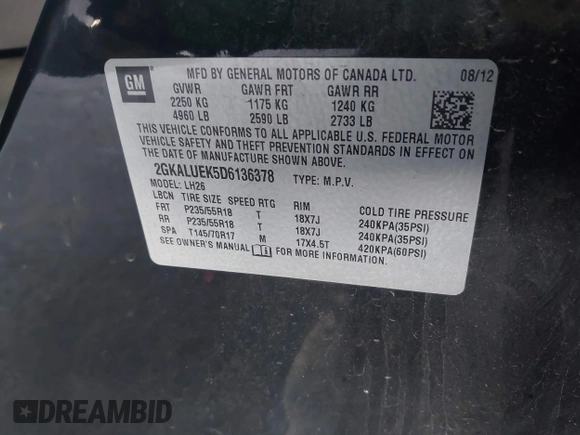 GM
MFD BY GENERAL MOTORS OF CANADA LTD. 08/12
GVWR GAWR FRT GAWR RR
2250 KG 1175 KG 1240 KG
4960 LB 2590 LB 2733 LB
THIS VEHICLE CONFORMS TO ALL APPLICABLE U.S. FEDERAL MOTOR
VEHICLE SAFETY AND THEFT PREVENTION STANDARDS IN EFFECT ON
THE DATE OF MANUFACTURE SHOWN ABOVE.
2GKALUEK5D6136378 TYPE: M.P.V.
MODEL: LH26
LBCN TIRE SIZE SPEED RTG RIM COLD TIRE PRESSURE
FRT P235/55R18 T 18X7J 240KPA(35PSI)
RR P235/55R18 T 18X7J 240KPA(35PSI)
SPA T145/70R17 M 17X4.5T 420KPA(60PSI)
SEE OWNER'S MANUAL FOR MORE INFORMATION.
DREAMBID